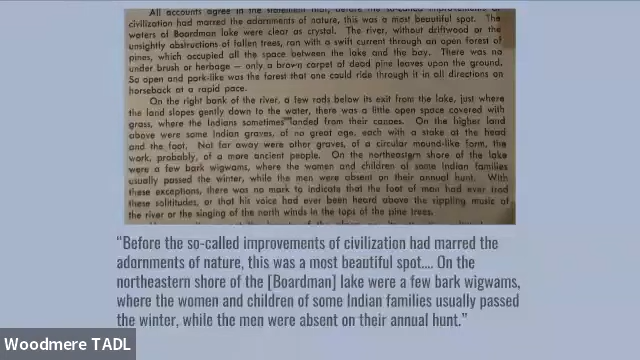 All accounts agree in the statement that, before the so-called improvements of
civilization had marred the adornments of nature, this was a most beautiful spot. The
waters of Boardman lake were clear as crystal. The river, without driftwood or the
unsightly abstructions of fallen trees, ran with a swift current through an open forest of
pines, which occupied all the space between the lake and the bay. There was no
under brush or herbage — only a brown carpet of dead pine leaves upon the ground.
So open and park-like was the forest that one could ride through it in all directions on
horseback at a rapid pace.
On the right bank of the river, a few rods below its exit from the lake, just where
the land slopes gently down to the water, there was a little open space covered with
grass, where the Indians sometimes landed from their canoes. On the higher land
above were some Indian graves, of no great age, each with a stake at the head
and the foot. Not far away were other graves, of a circular mound-like form, the
work, probably, of a more ancient people. On the northeastern shore of the lake
were a few bark wigwams, where the women and children of some Indian families
usually passed the winter, while the men were absent on their annual hunt. With
these exceptions, there was no mark to indicate that the foot of man had ever trod
these solititudes, or that his voice had ever been heard above the rippling music of
the river or the singing of the north winds in the tops of the pine trees.
“Before the so-called improvements of civilization had marred the
adornments of nature, this was a most beautiful spot.... On the
northeastern shore of the [Boardman] lake were a few bark wigwams,
where the women and children of some Indian families usually passed
the winter, while the men were absent on their annual hunt.”
Woodmere TADL